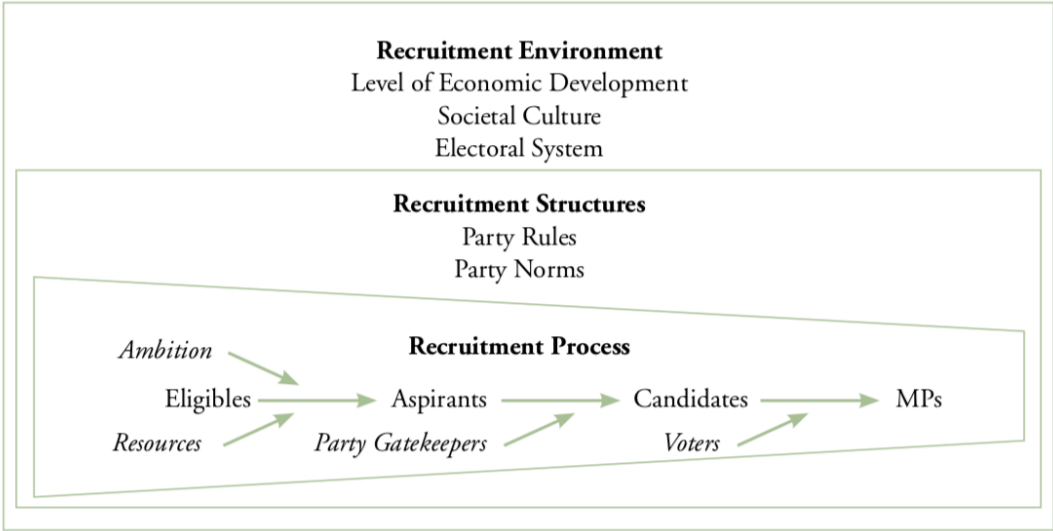 Recruitment Environment
Level of Economic Development
Societal Culture
Electoral System
Recruitment Structures
Party Rules
Party Norms
Recruitment Process
Ambition
Eligibles Aspirants Candidates MPs
Resources Party Gatekeepers Voters